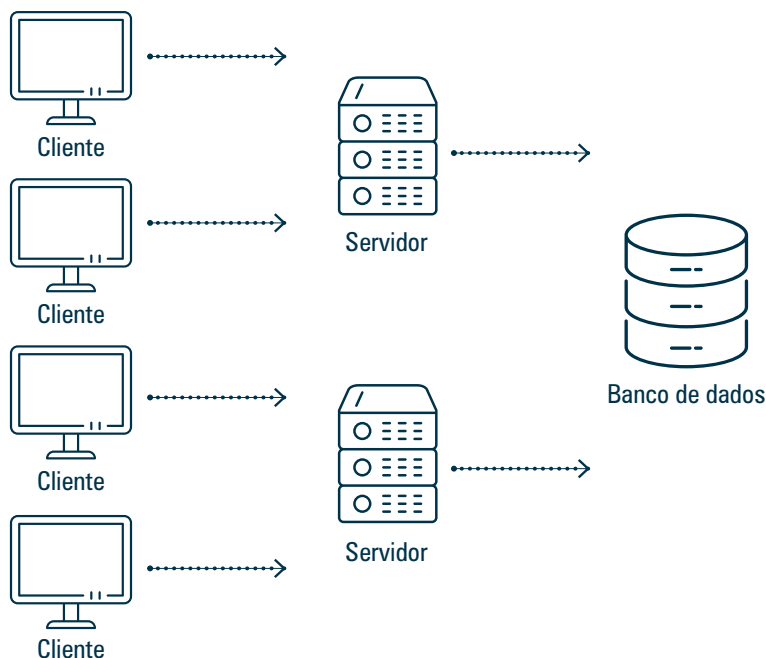 Cliente
Servidor
Cliente
Banco de dados
Cliente
Servidor
Cliente